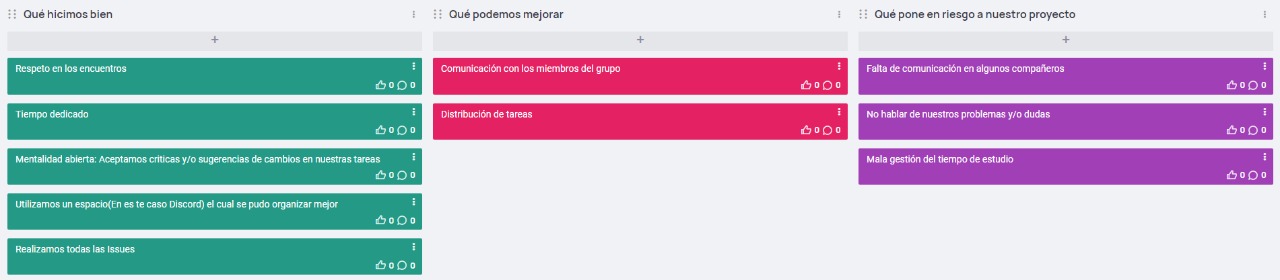 Qué hicimos bien
+
Respeto en los encuentros
0 0
Tiempo dedicado
0 0
Mentalidad abierta: Aceptamos criticas y/o sugerencias de cambios en nuestras tareas
0 0
Utilizamos un espacio(En es te caso Discord) el cual se pudo organizar mejor
0 0
Realizamos todas las Issues
0 0
Qué podemos mejorar
+
Comunicación con los miembros del grupo
0 0
Distribución de tareas
0 0
Qué pone en riesgo a nuestro proyecto
+
Falta de comunicación en algunos compañeros
0 0
No hablar de nuestros problemas y/o dudas
0 0
Mala gestión del tiempo de estudio
0 0